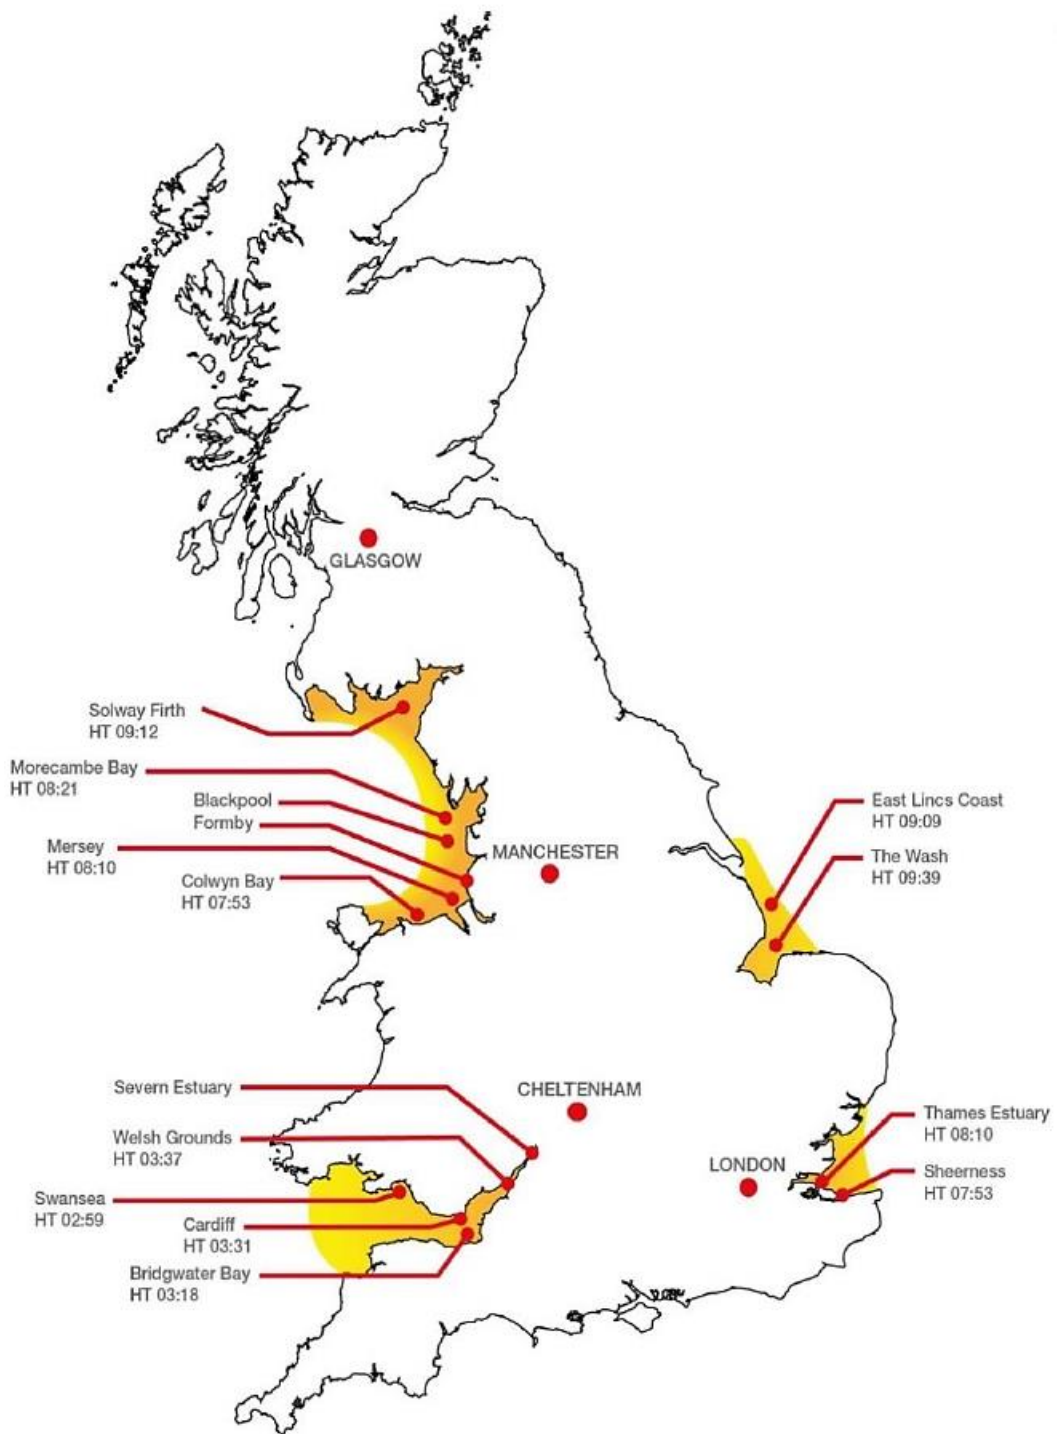 GLASGOW
Solway Firth
HT 09:12
Morecambe Bay
HT 08:21
Blackpool
Formby
Mersey
HT 08:10
Colwyn Bay
HT 07:53
MANCHESTER
East Lincs Coast
HT 09:09
The Wash
HT 09:39
Severn Estuary
Welsh Grounds
HT 03:37
Swansea
HT 02:59
Cardiff
HT 03:31
Bridgwater Bay
HT 03:18
CHELTENHAM
LONDON
Thames Estuary
HT 08:10
Sheerness
HT 07:53